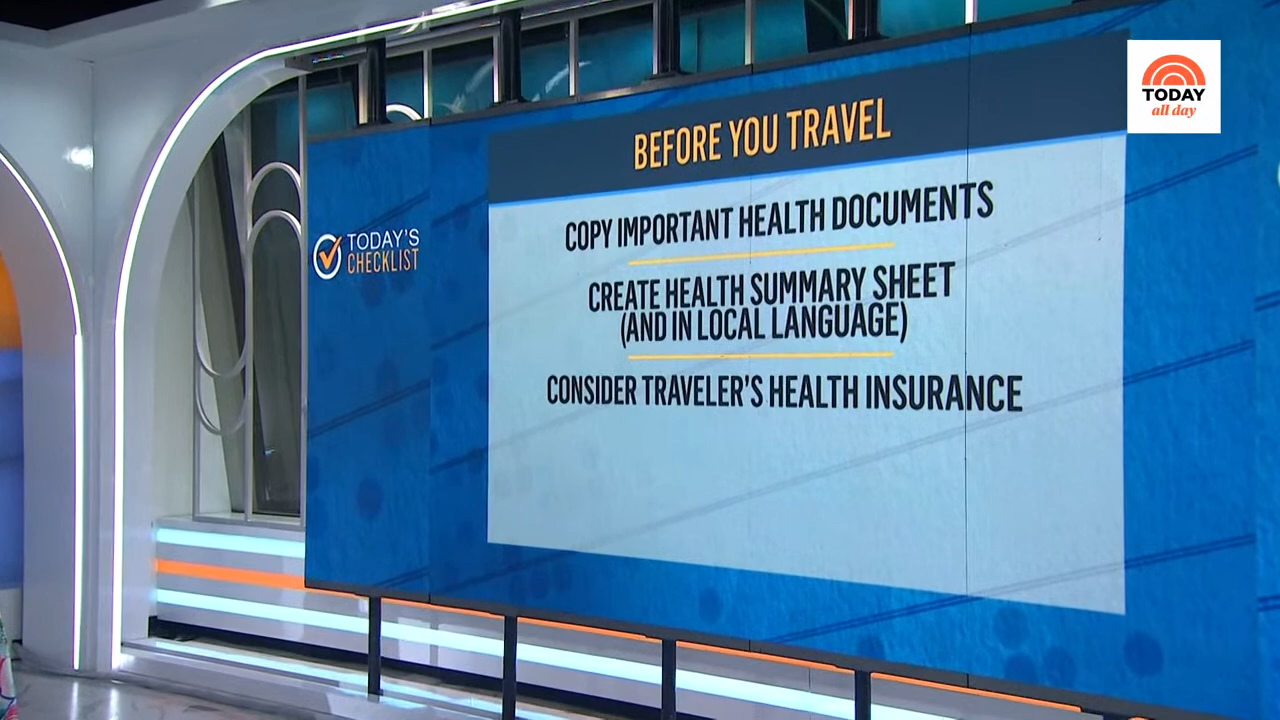 BEFORE YOU TRAVEL
COPY IMPORTANT HEALTH DOCUMENTS
CREATE HEALTH SUMMARY SHEET
(AND IN LOCAL LANGUAGE)
CONSIDER TRAVELER'S HEALTH INSURANCE
TODAY'S
CHECKLIST
TODAY
all day